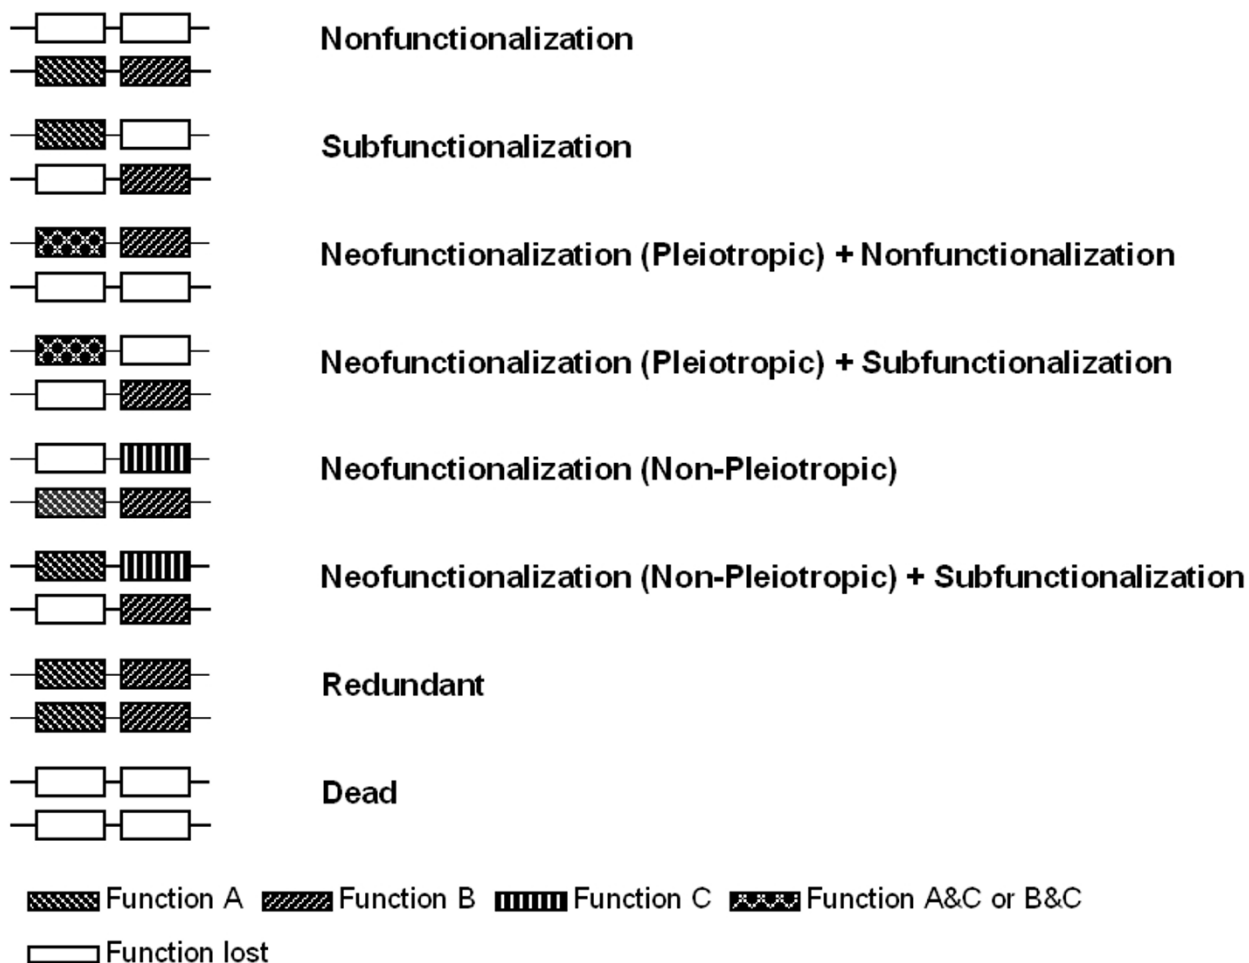 Nonfunctionalization
Subfunctionalization
Neofunctionalization (Pleiotropic) + Nonfunctionalization
Neofunctionalization (Pleiotropic) + Subfunctionalization
Neofunctionalization (Non-Pleiotropic)
Neofunctionalization (Non-Pleiotropic) + Subfunctionalization
Redundant
Dead
Function A Function B Function C Function A&C or B&C
Function lost